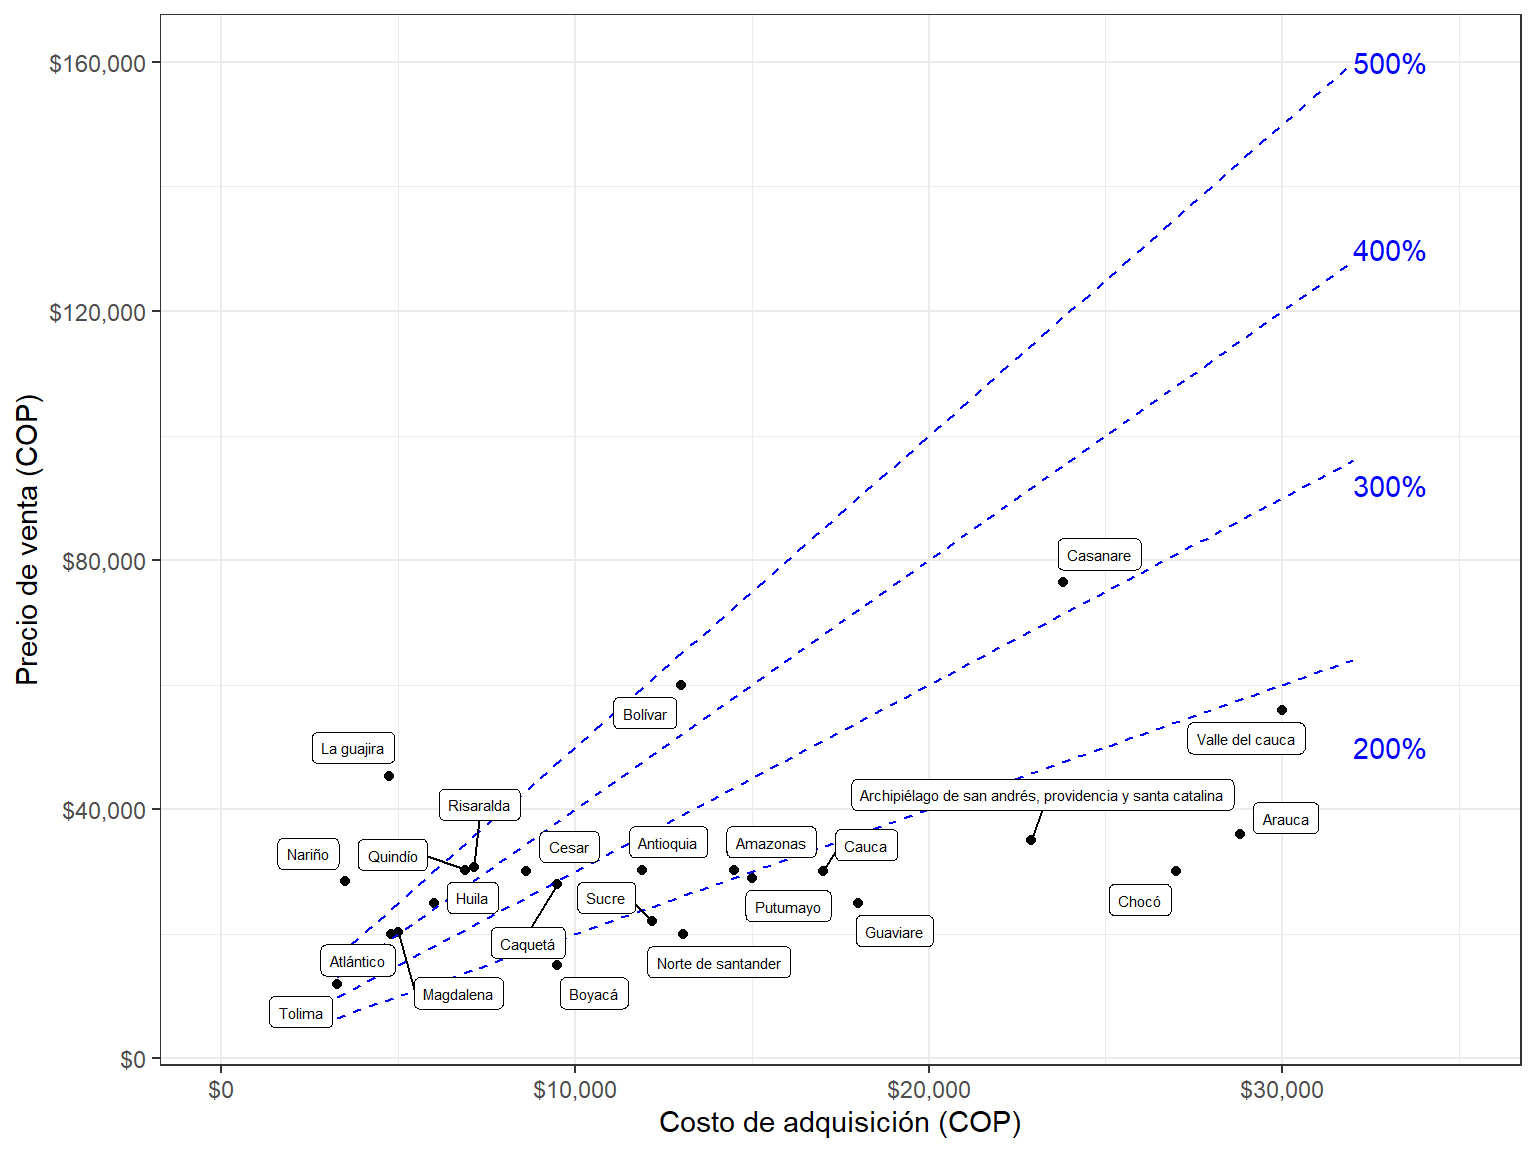 $160,000
500%
400%
$120,000
300%
Casanare
$80,000
Precio de venta (COP)
Bolívar
La guajira
Valle del cauca
200%
Archipiélago de san andrés, providencia y santa catalina
Risaralda
$40,000
Arauca
Nariño
Quindío
Cesar
Antioquia
Amazonas
Cauca
Huila
Sucre
Putumayo
Chocó
Guaviare
Caquetá
Atlántico
Norte de santander
Magdalena
Boyacá
Tolima
$0
$0
$10,000
$20,000
$30,000
Costo de adquisición (COP)